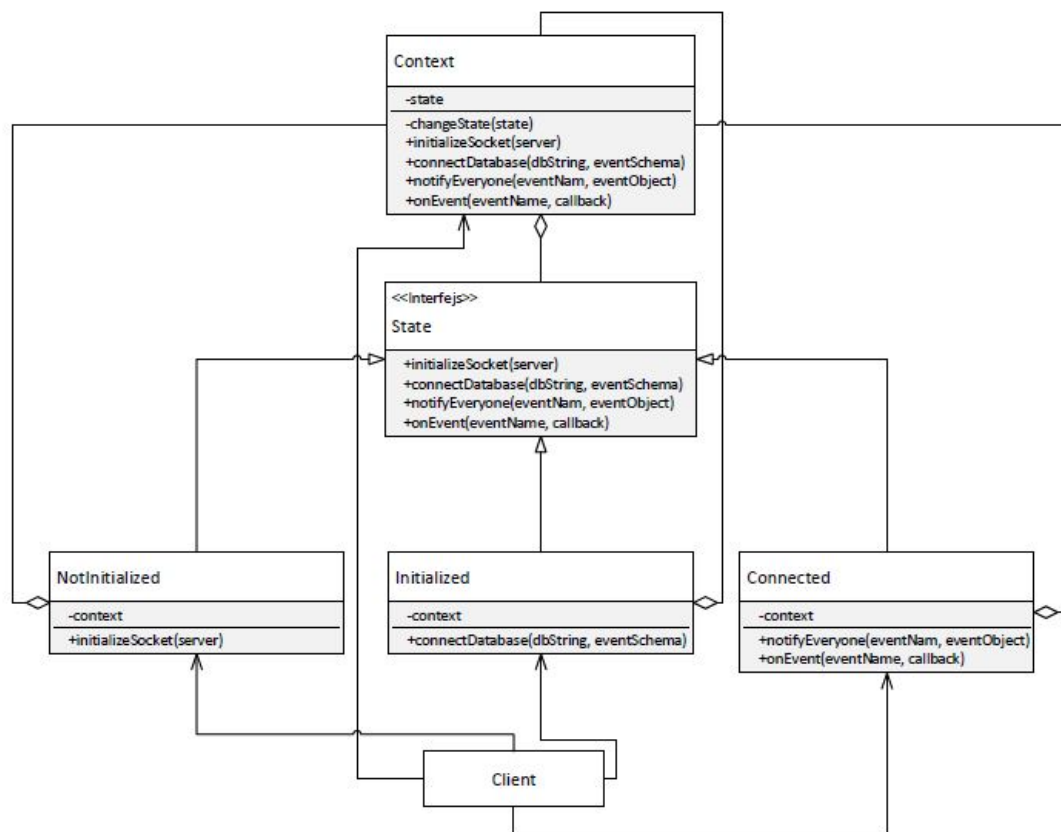 Context
-state
-changeState(state)
+initializeSocket(server)
+connectDatabase(dbString, eventSchema)
+notifyEveryone(eventNam, eventObject)
+onEvent(eventName, callback)
<<Interfejs>>
State
+initializeSocket(server)
+connectDatabase(dbString, eventSchema)
+notifyEveryone(eventNam, eventObject)
+onEvent(eventName, callback)
NotInitialized
-context
+initializeSocket(server)
Initialized
-context
+connectDatabase(dbString, eventSchema)
Connected
-context
+notifyEveryone(eventNam, eventObject)
+onEvent(eventName, callback)
Client